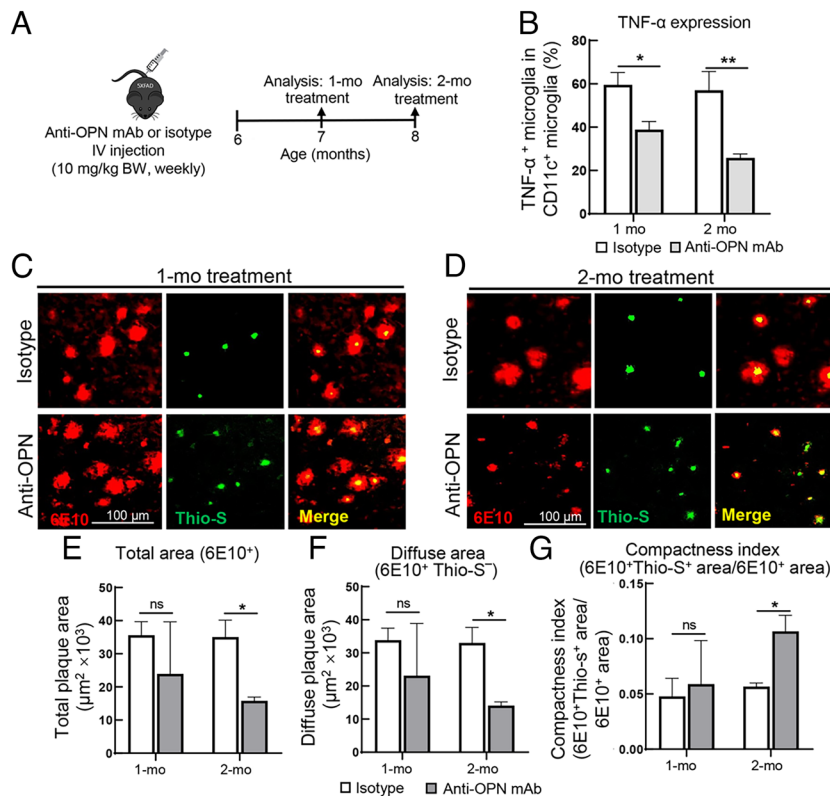 A
5XFAD
Anti-OPN mAb or isotype
IV injection
(10 mg/kg BW, weekly)
Analysis: 1-mo
treatment
Analysis: 2-mo
treatment
6
7
8
Age (months)
B
TNF-α expression
TNF-α⁺ microglia in
CD11c⁺ microglia (%)
80
60
40
20
0
*
**
1 mo
2 mo
Isotype
Anti-OPN mAb
C
1-mo treatment
Isotype
Anti-OPN
6E10
100 µm
Thio-S
Merge
D
2-mo treatment
Isotype
Anti-OPN
6E10
100 µm
Thio-S
Merge
E
Total area (6E10⁺)
Total plaque area
(µm² ×10³)
50
40
30
20
10
0
ns
*
1-mo
2-mo
F
Diffuse area
(6E10⁺ Thio-S⁻)
Diffuse plaque area
(µm² ×10³)
50
40
30
20
10
0
ns
*
1-mo
2-mo
G
Compactness index
(6E10⁺Thio-S⁺ area/6E10⁺ area)
Compactness index
(6E10⁺Thio-s⁺ area/
6E10⁺ area)
0.15
0.10
0.05
0.00
ns
*
1-mo
2-mo
Isotype
Anti-OPN mAb